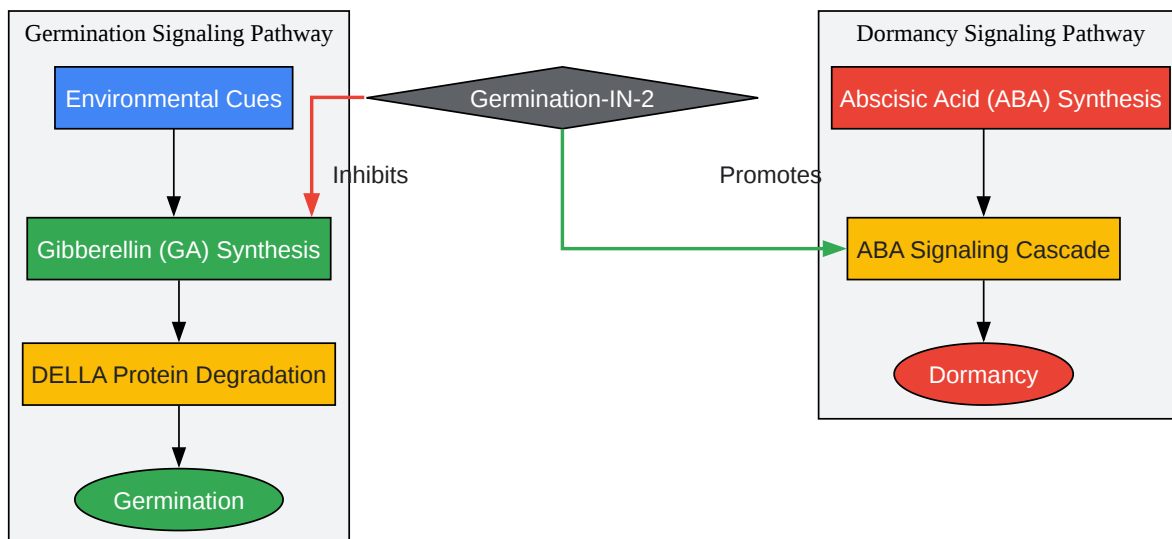 Germination Signaling Pathway
Environmental Cues
Gibberellin (GA) Synthesis
DELLA Protein Degradation
Germination
Germination-IN-2
Inhibits
Promotes
Dormancy Signaling Pathway
Abscisic Acid (ABA) Synthesis
ABA Signaling Cascade
Dormancy